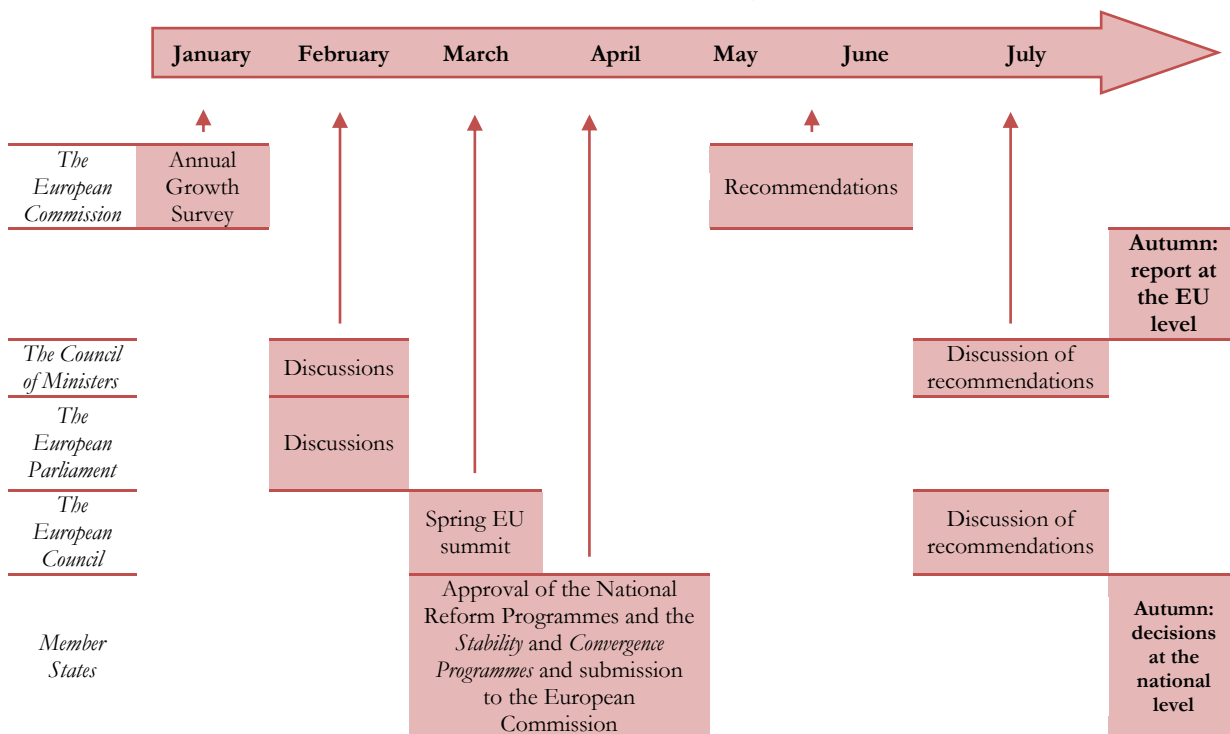 January February March April May June July
The
European
Commission
Annual
Growth
Survey
Recommendations
Autumn:
report at
the EU
level
The Council
of Ministers
Discussions
Discussion of
recommendations
The
European
Parliament
Discussions
The
European
Council
Spring EU
summit
Discussion of
recommendations
Member
States
Approval of the National
Reform Programmes and the
Stability and Convergence
Programmes and submission
to the European
Commission
Autumn:
decisions
at the
national
level